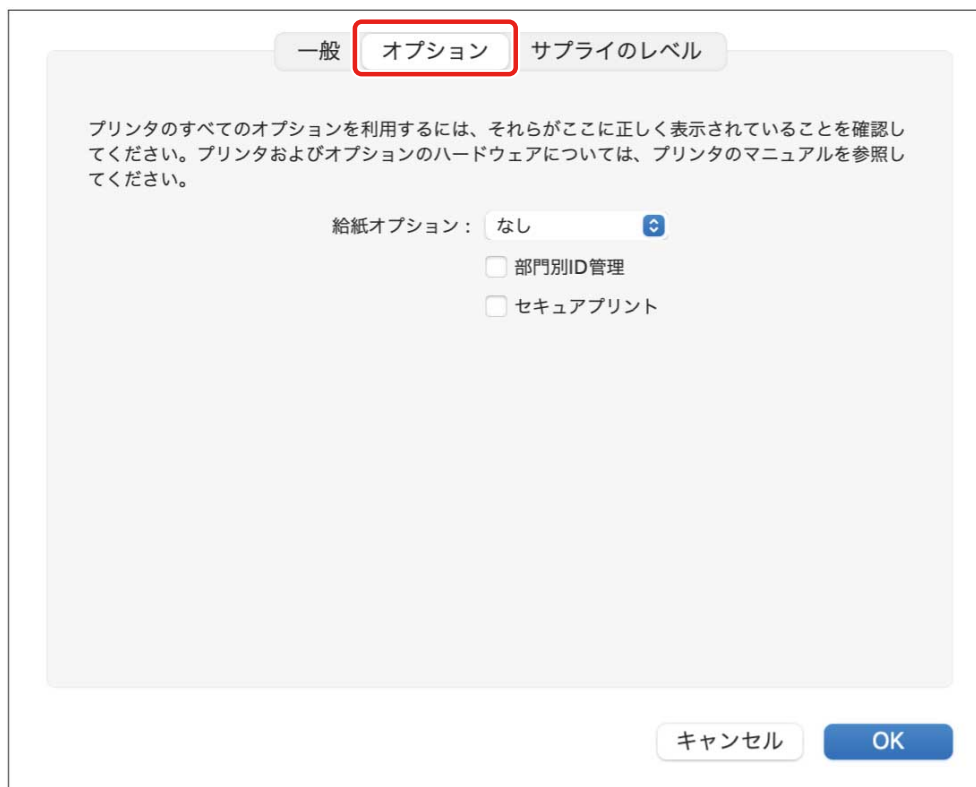 一般 オプション サプライのレベル
プリンタのすべてのオプションを利用するには、それらがここに正しく表示されていることを確認し
てください。プリンタおよびオプションのハードウェアについては、プリンタのマニュアルを参照し
てください。
給紙オプション： なし
部門別ID管理
セキュアプリント
キャンセル OK